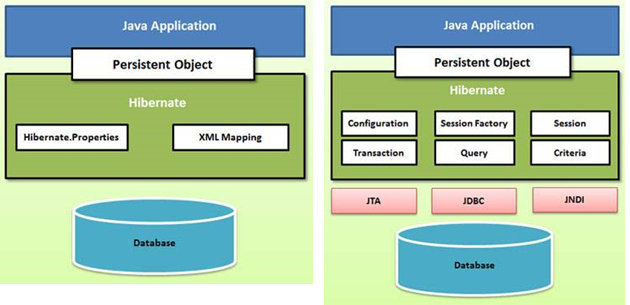 Java Application
Persistent Object
Hibernate
Hibernate.Properties
XML Mapping
Database
Java Application
Persistent Object
Hibernate
Configuration
Session Factory
Session
Transaction
Query
Criteria
JTA
JDBC
JNDI
Database